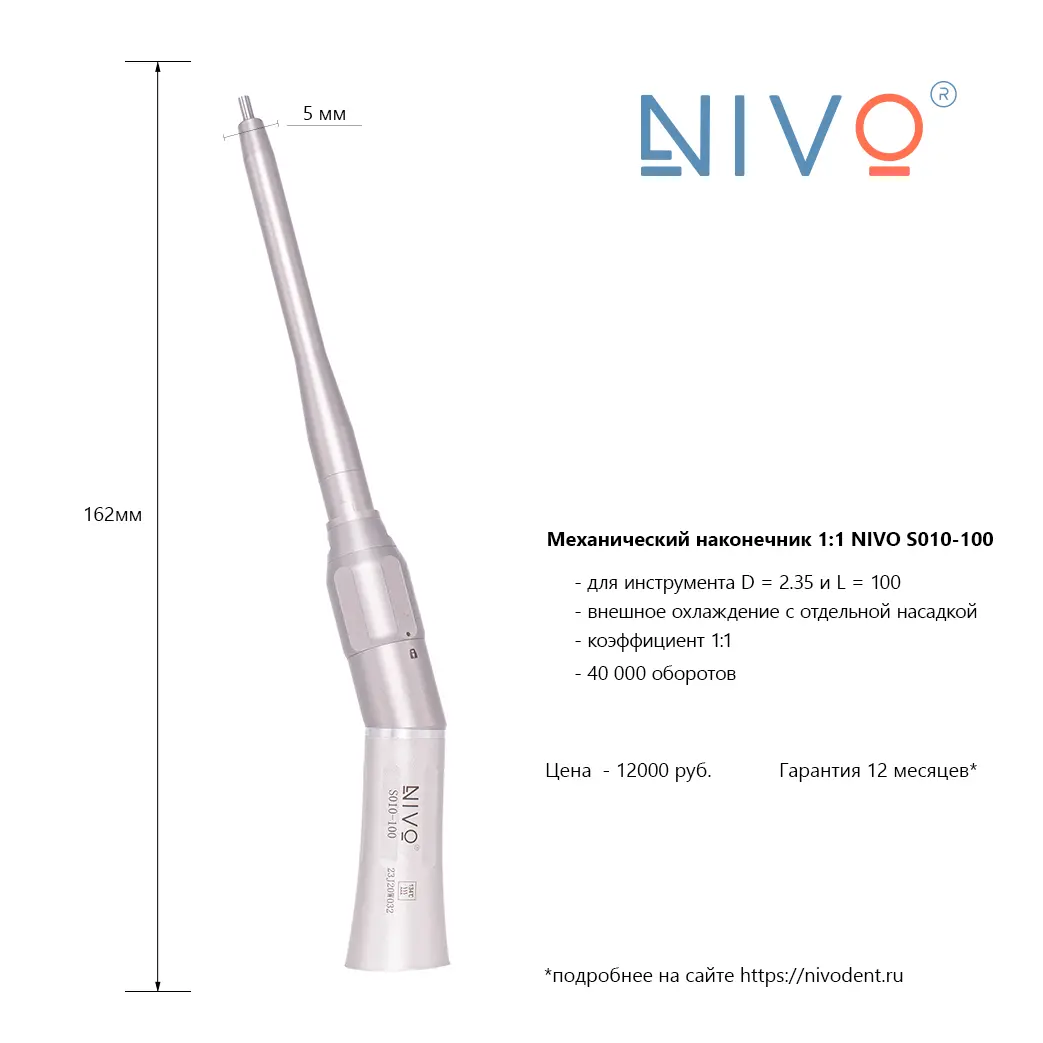 NIVO ®
5 мм
162мм
Механический наконечник 1:1 NIVO S010-100
- для инструмента D = 2.35 и L = 100
- внешное охлаждение с отдельной насадкой
- коэффициент 1:1
- 40 000 оборотов
Цена - 12000 руб. Гарантия 12 месяцев*
NIVO®
S010-100
23J20W032
134°C
*подробнее на сайте https://nivodent.ru